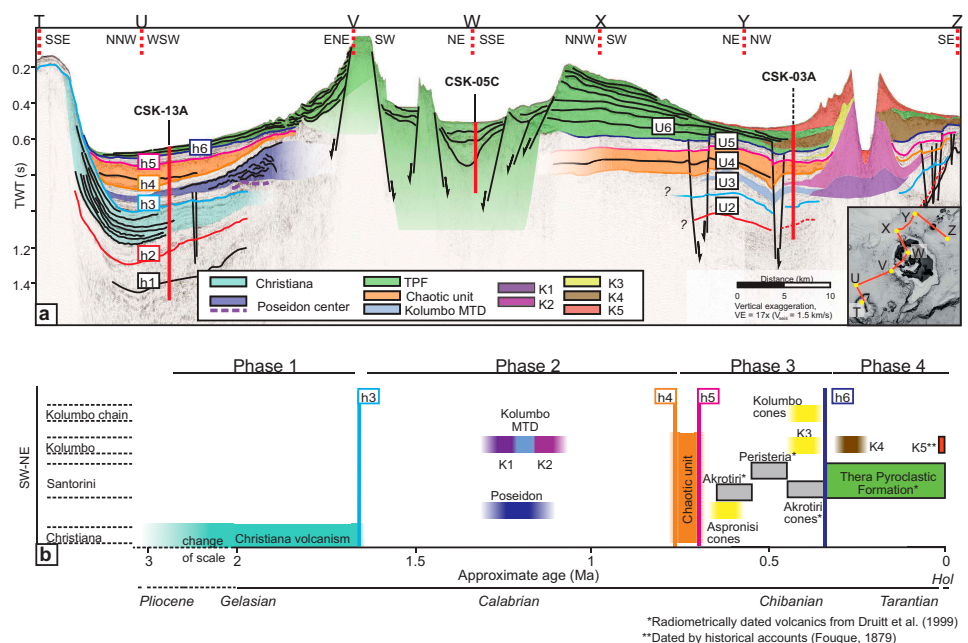 T U V W X Y Z
SSE NNW WSW ENE SW NE SSE NNW SW NE NW SE
CSK-13A CSK-05C CSK-03A
0.2
0.4
0.6
0.8
1.0
1.2
1.4
TWT (s)
h6
h5
h4
h3
h2
h1
U6
U5
U4
U3
U2
?
?
Christiana
Poseidon center
TPF
Chaotic unit
Kolumbo MTD
K1
K2
K3
K4
K5
Distance (km)
0 5 10
Vertical exaggeration,
VE = 17x (Vseis = 1.5 km/s)
Y
X Z
W
V
U
T
a
Phase 1 Phase 2 Phase 3 Phase 4
h3 h4 h5 h6
SW-NE
Kolumbo chain
Kolumbo
Santorini
Christiana
Kolumbo
MTD
K1 K2
Poseidon
Chaotic unit
Kolumbo
cones
K3
Peristeria*
Akrotiri*
Aspronisi
cones
Akrotiri
cones*
K4
K5**
Thera Pyroclastic
Formation*
change
of scale
Christiana volcanism
b
3 2 1.5 1 0.5 0
Approximate age (Ma)
Hol
Pliocene Gelasian Calabrian Chibanian Tarantian
*Radiometrically dated volcanics from Druitt et al. (1999)
**Dated by historical accounts (Fouque, 1879)